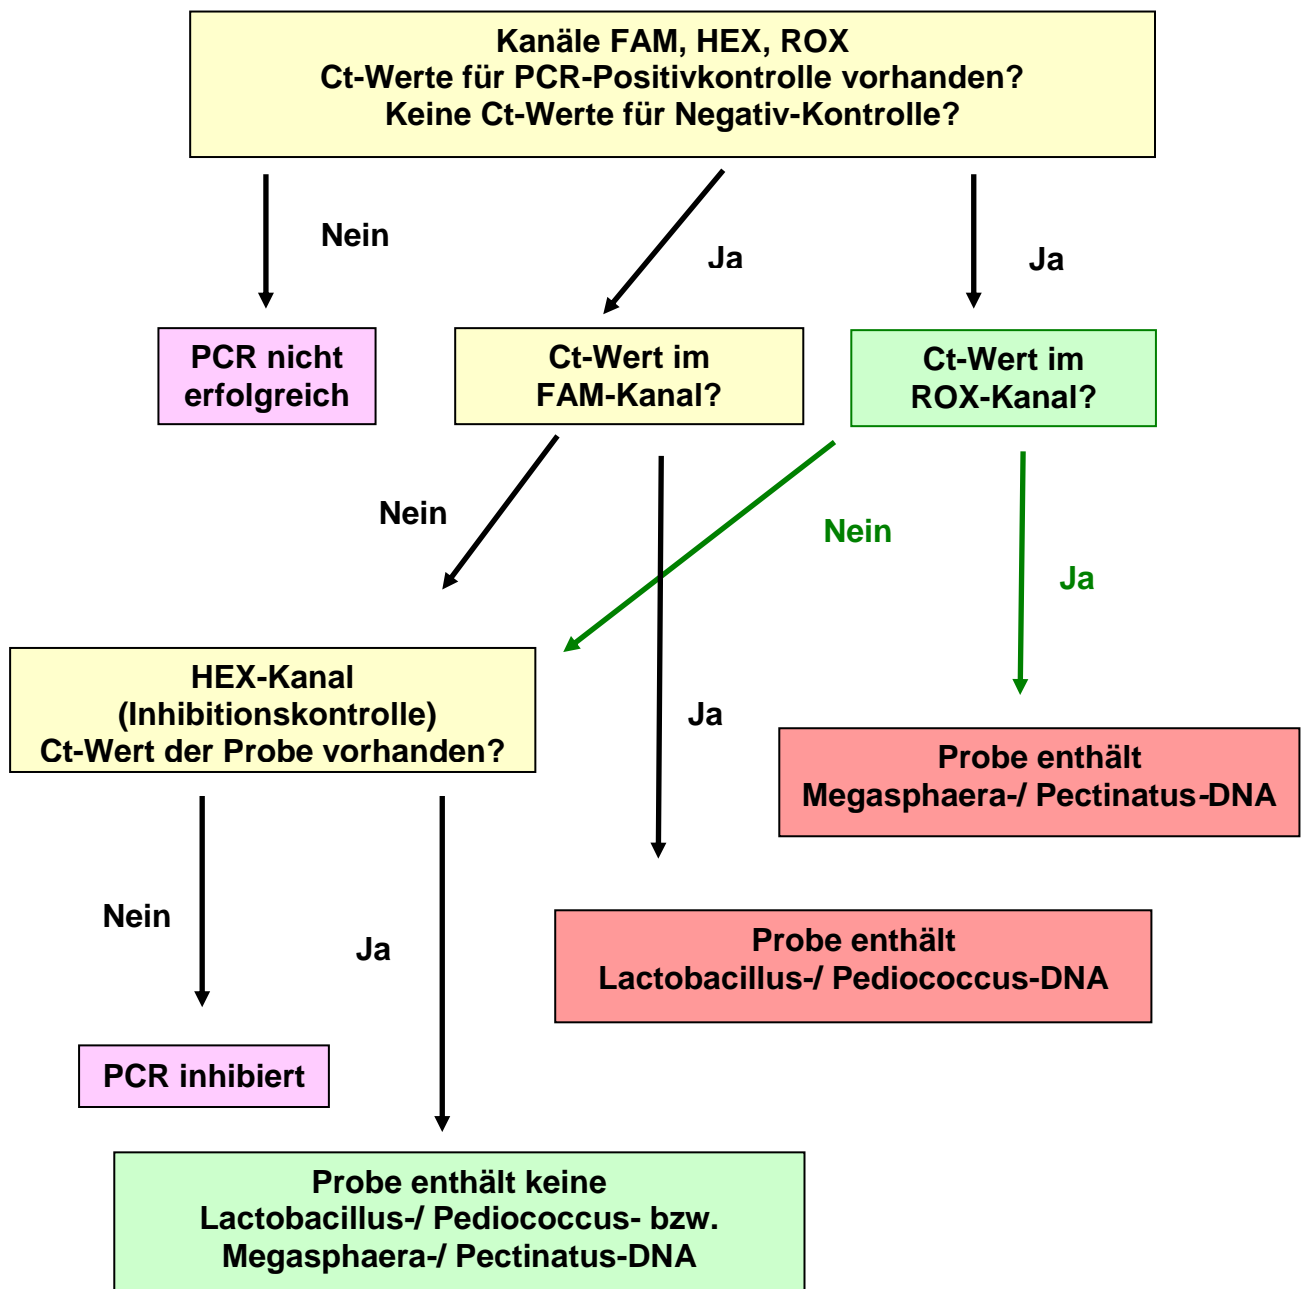 Kanäle FAM, HEX, ROX
Ct-Werte für PCR-Positivkontrolle vorhanden?
Keine Ct-Werte für Negativ-Kontrolle?
Nein
Ja
Ja
PCR nicht
erfolgreich
Ct-Wert im
FAM-Kanal?
Ct-Wert im
ROX-Kanal?
Nein
Nein
Ja
HEX-Kanal
(Inhibitionskontrolle)
Ct-Wert der Probe vorhanden?
Ja
Probe enthält
Megasphaera-/ Pectinatus-DNA
Nein
Ja
Probe enthält
Lactobacillus-/ Pediococcus-DNA
PCR inhibiert
Probe enthält keine
Lactobacillus-/ Pediococcus- bzw.
Megasphaera-/ Pectinatus-DNA